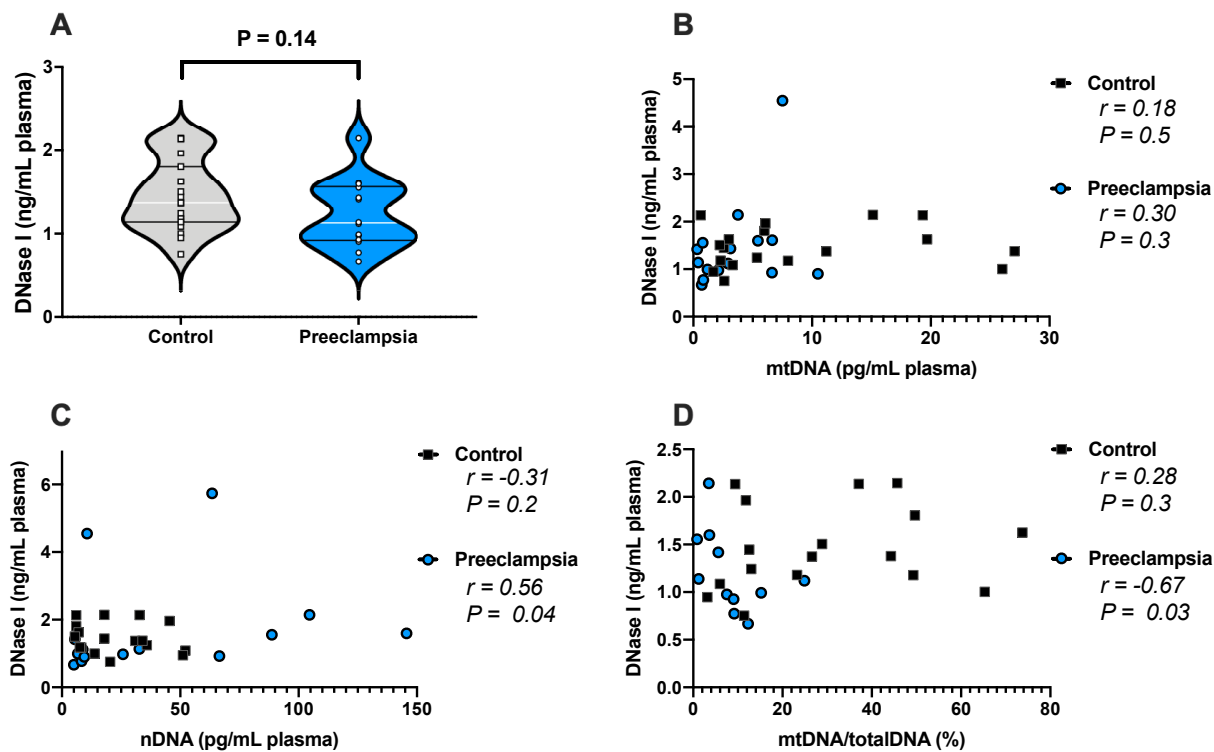 A
P = 0.14
DNase I (ng/mL plasma)
3
2
1
0
Control
Preeclampsia
B
DNase I (ng/mL plasma)
5
4
3
2
1
0
0
10
20
30
mtDNA (pg/mL plasma)
Control
r = 0.18
P = 0.5
Preeclampsia
r = 0.30
P = 0.3
C
DNase I (ng/mL plasma)
6
4
2
0
0
50
100
150
nDNA (pg/mL plasma)
Control
r = -0.31
P = 0.2
Preeclampsia
r = 0.56
P = 0.04
D
DNase I (ng/mL plasma)
2.5
2.0
1.5
1.0
0.5
0.0
0
20
40
60
80
mtDNA/totalDNA (%)
Control
r = 0.28
P = 0.3
Preeclampsia
r = -0.67
P = 0.03